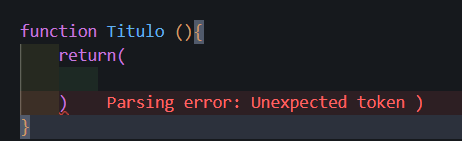 function Titulo (){
return(
) Parsing error: Unexpected token )
}